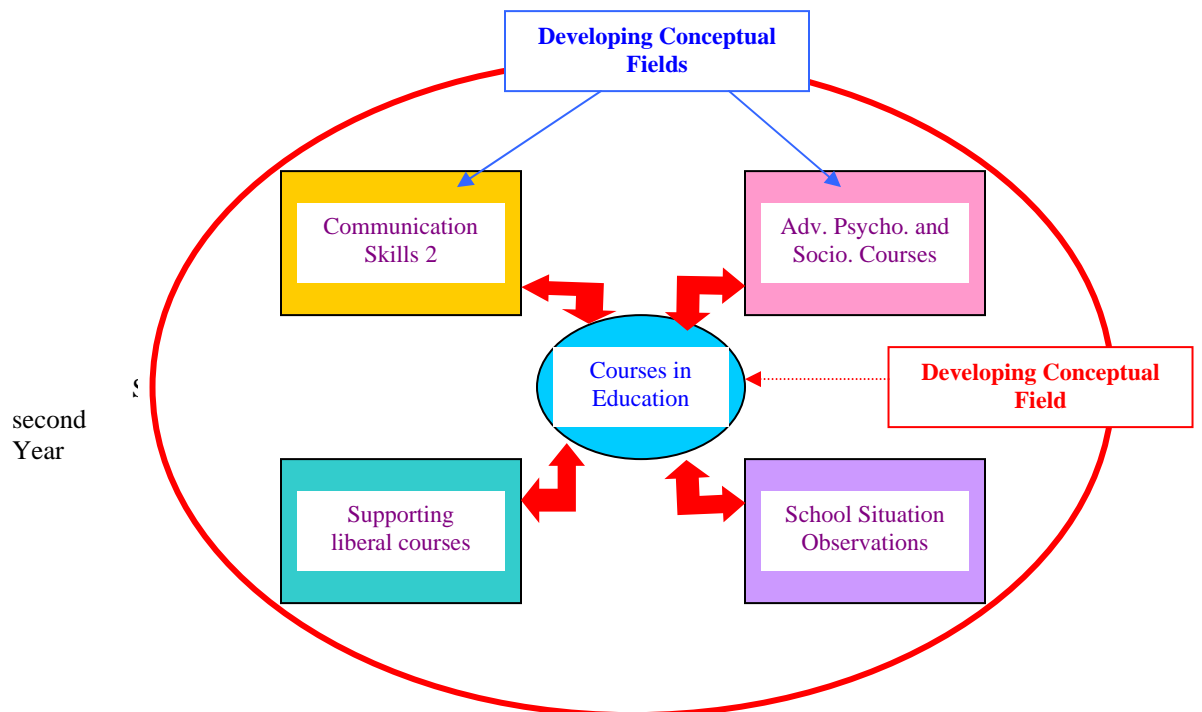 Developing Conceptual
Fields
Communication
Skills 2
Adv. Psycho. and
Socio. Courses
Courses in
Education
Developing Conceptual
Field
second
Year
Supporting
liberal courses
School Situation
Observations